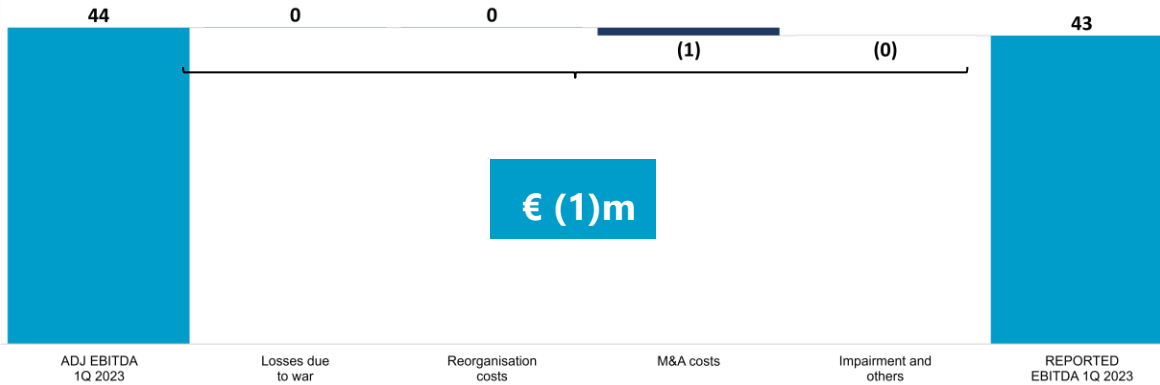 44
0
0
(1)
(0)
43
€ (1)m
ADJ EBITDA
1Q 2023
Losses due
to war
Reorganisation
costs
M&A costs
Impairment and
others
REPORTED
EBITDA 1Q 2023